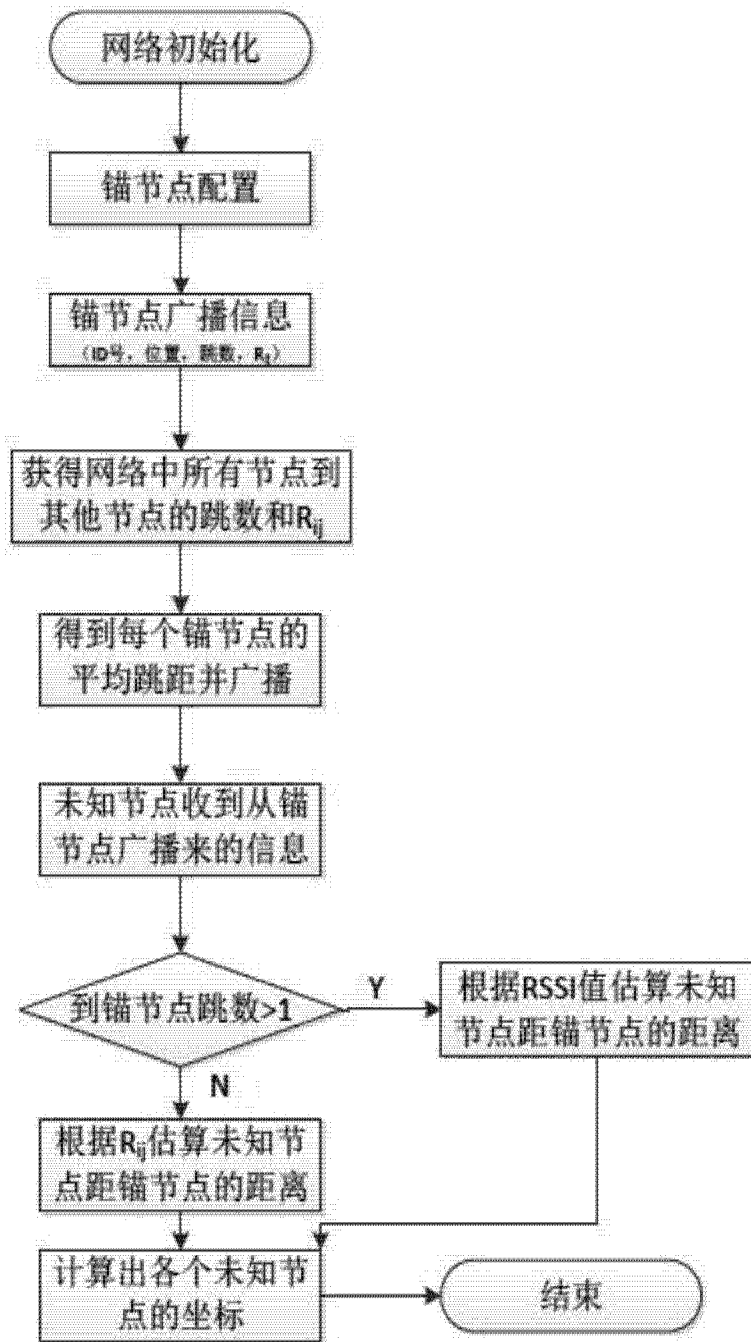 网络初始化
锚节点配置
锚节点广播信息
(ID号，位置，跳数，Rij)
获得网络中所有节点到
其他节点的跳数和Rij
得到每个锚节点的
平均跳距并广播
未知节点收到从锚
节点广播来的信息
到锚节点跳数>1
Y
根据RSSI值估算未知
节点距锚节点的距离
N
根据Rij估算未知节
点距锚节点的距离
计算出各个未知节
点的坐标
结束